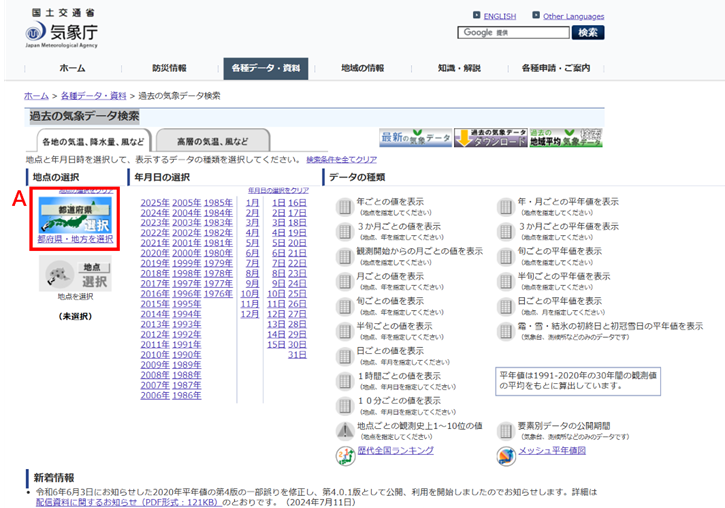 国土交通省
気象庁
Japan Meteorological Agency
ENGLISH Other Languages
Google 提供 検索
ホーム 防災情報 各種データ・資料 地域の情報 知識・解説 各種申請・ご案内
ホーム > 各種データ・資料 > 過去の気象データ検索
過去の気象データ検索
各地の気温、降水量、風など 高層の気温、風など 最新の気象データ 過去の気象データ ダウンロード 過去の地域平均気象データ
地点と年月日時を選択して、表示するデータの種類を選択してください。 検索条件を全てクリア
地点の選択 年月日の選択 データの種類
地点の選択をクリア 年月日の選択をクリア
A
都道府県
選択
都府県・地方を選択
地点
選択
地点を選択
(未選択)
2025年 2005年 1985年 1月 1日 16日
2024年 2004年 1984年 2月 2日 17日
2023年 2003年 1983年 3月 3日 18日
2022年 2002年 1982年 4月 4日 19日
2021年 2001年 1981年 5月 5日 20日
2020年 2000年 1980年 6月 6日 21日
2019年 1999年 1979年 7月 7日 22日
2018年 1998年 1978年 8月 8日 23日
2017年 1997年 1977年 9月 9日 24日
2016年 1996年 1976年 10月 10日 25日
2015年 1995年 11月 11日 26日
2014年 1994年 12月 12日 27日
2013年 1993年 13日 28日
2012年 1992年 14日 29日
2011年 1991年 15日 30日
2010年 1990年 31日
2009年 1989年
2008年 1988年
2007年 1987年
2006年 1986年
年ごとの値を表示
(地点を指定してください)
3か月ごとの値を表示
(地点、年を指定してください)
観測開始からの月ごとの値を表示
(地点を指定してください)
月ごとの値を表示
(地点、年を指定してください)
旬ごとの値を表示
(地点、年を指定してください)
半旬ごとの値を表示
(地点、年を指定してください)
日ごとの値を表示
(地点、年月を指定してください)
1時間ごとの値を表示
(地点、年月日を指定してください)
10分ごとの値を表示
(地点、年月日を指定してください)
地点ごとの観測史上1~10位の値
(地点を指定してください)
歴代全国ランキング
年・月ごとの平年値を表示
(地点を指定してください)
3か月ごとの平年値を表示
(地点を指定してください)
旬ごとの平年値を表示
(地点を指定してください)
半旬ごとの平年値を表示
(地点を指定してください)
日ごとの平年値を表示
(地点、月を指定してください)
霜・雪・結氷の初終日と初冠雪日の平年値を表示
(気象台、測候所などのみのデータです)
平年値は1991-2020年の30年間の観測値
の平均をもとに算出しています。
要素別データの公開期間
(気象台、測候所などのみのデータです)
メッシュ平年値図
新着情報
• 令和6年6月3日にお知らせした2020年平年値の第4版の一部誤りを修正し、第4.0.1版として公開、利用を開始しましたのでお知らせします。詳細は
配信資料に関するお知らせ(PDF形式:121KB)のとおりです。(2024年7月11日)